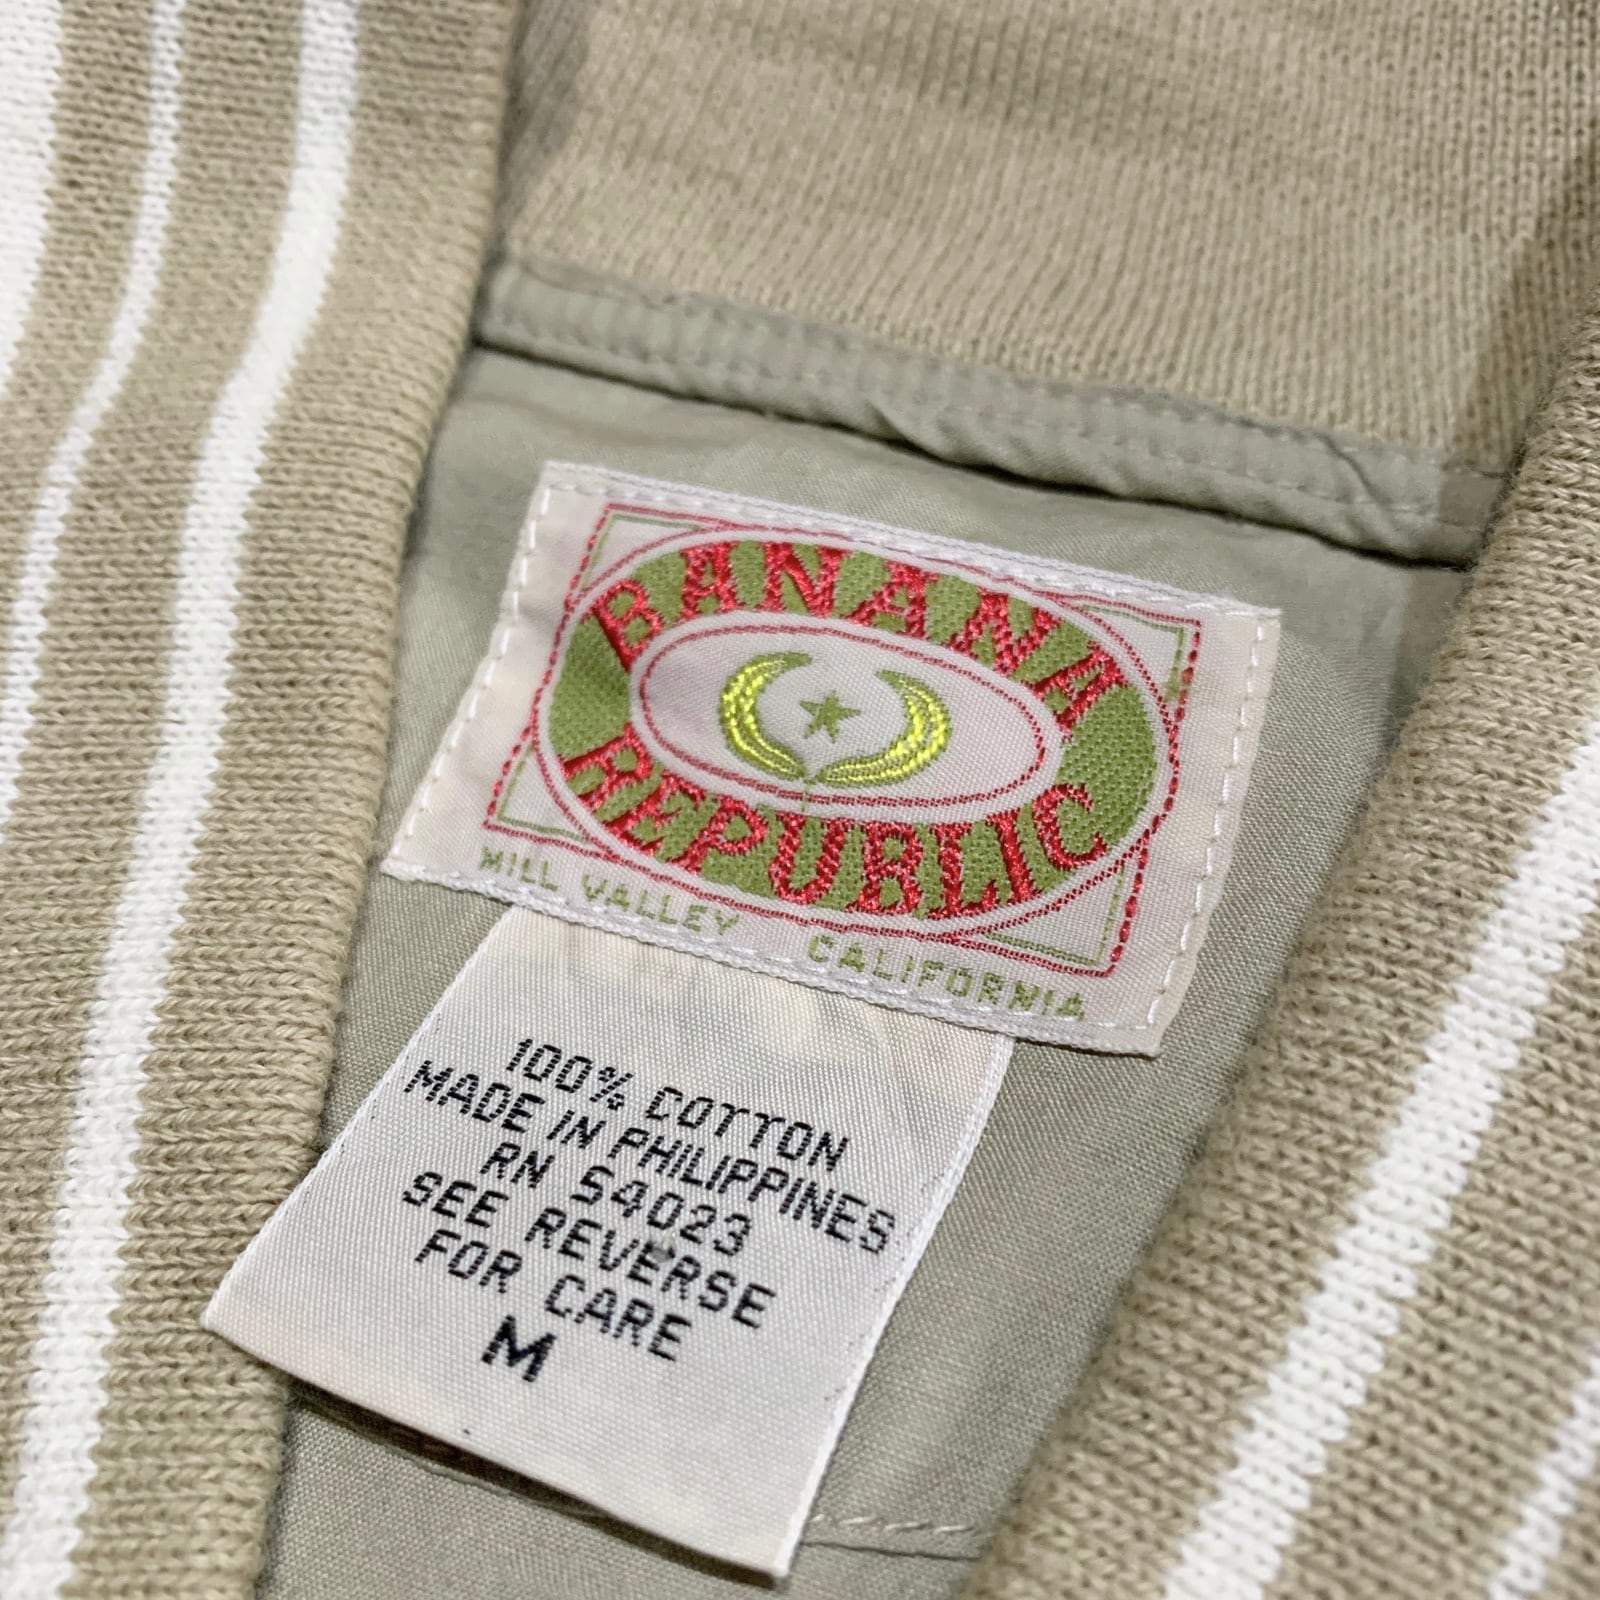 BANANA
REPUBLIC
MILL VALLEY CALIFORNIA
100% COTTON
MADE IN PHILIPPINES
RN 54023
SEE REVERSE
FOR CARE
M